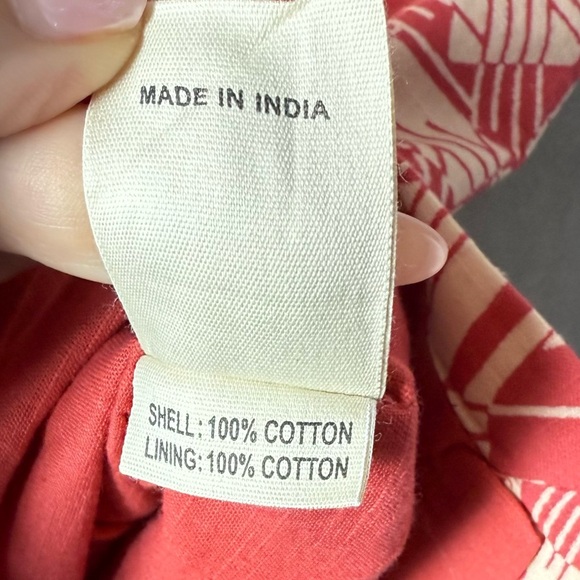 MADE IN INDIA
SHELL: 100% COTTON
LINING: 100% COTTON